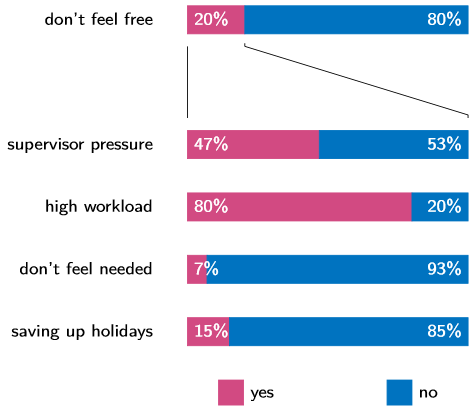 don't feel free 20% 80%
supervisor pressure 47% 53%
high workload 80% 20%
don't feel needed 7% 93%
saving up holidays 15% 85%
yes no